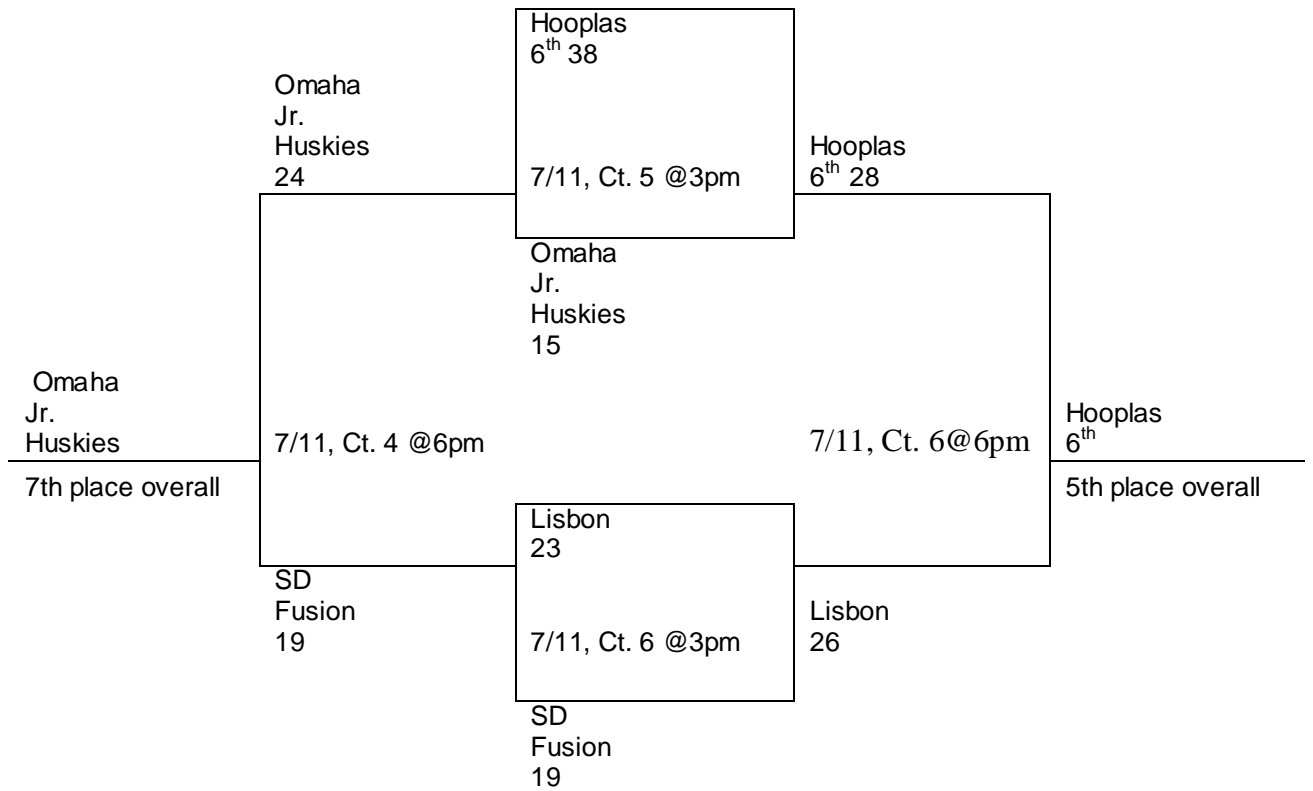 Hooplas
6th 38
Omaha
Jr.
Huskies
24
7/11, Ct. 5 @3pm
Hooplas
6th 28
Omaha
Jr.
Huskies
15
Omaha
Jr.
Huskies
7th place overall
7/11, Ct. 4 @6pm
7/11, Ct. 6@6pm
Hooplas
6th
5th place overall
Lisbon
23
SD
Fusion
19
7/11, Ct. 6 @3pm
Lisbon
26
SD
Fusion
19